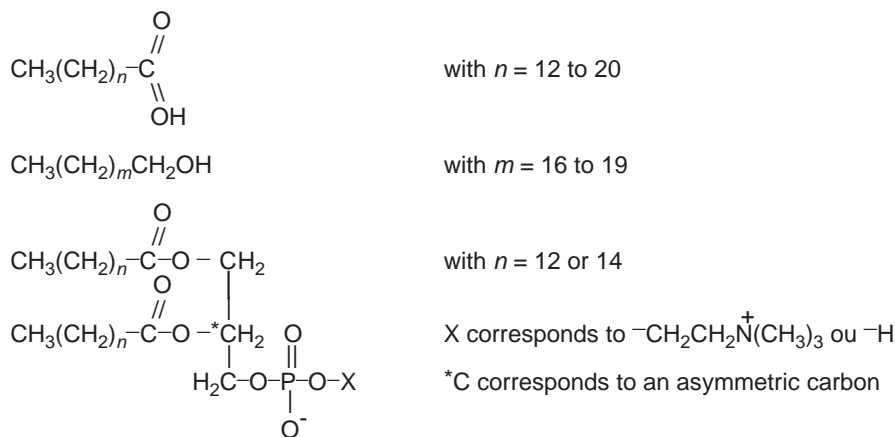 O
CH3(CH2)n-C with n = 12 to 20
OH
CH3(CH2)mCH2OH with m = 16 to 19
O
CH3(CH2)n-C-O - CH2 with n = 12 or 14
O
CH3(CH2)n-C-O -*CH2 O X corresponds to -CH2CH2N+(CH3)3 ou -H
H2C-O-P-O-X *C corresponds to an asymmetric carbon
O-